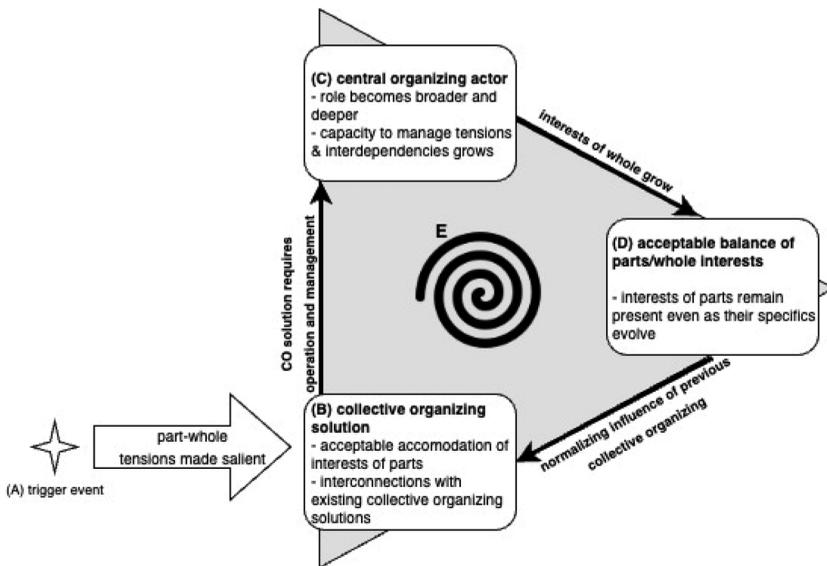 (C) central organizing actor
- role becomes broader and
deeper
- capacity to manage tensions
& interdependencies grows
interests of whole grow
E
(D) acceptable balance of
parts/whole interests
- interests of parts remain
present even as their specifics
evolve
CO solution requires
operation and management
normalizing influence of previous
collective organizing
(B) collective organizing
solution
- acceptable accomodation of
interests of parts
- interconnections with
existing collective organizing
solutions
part-whole
tensions made salient
(A) trigger event